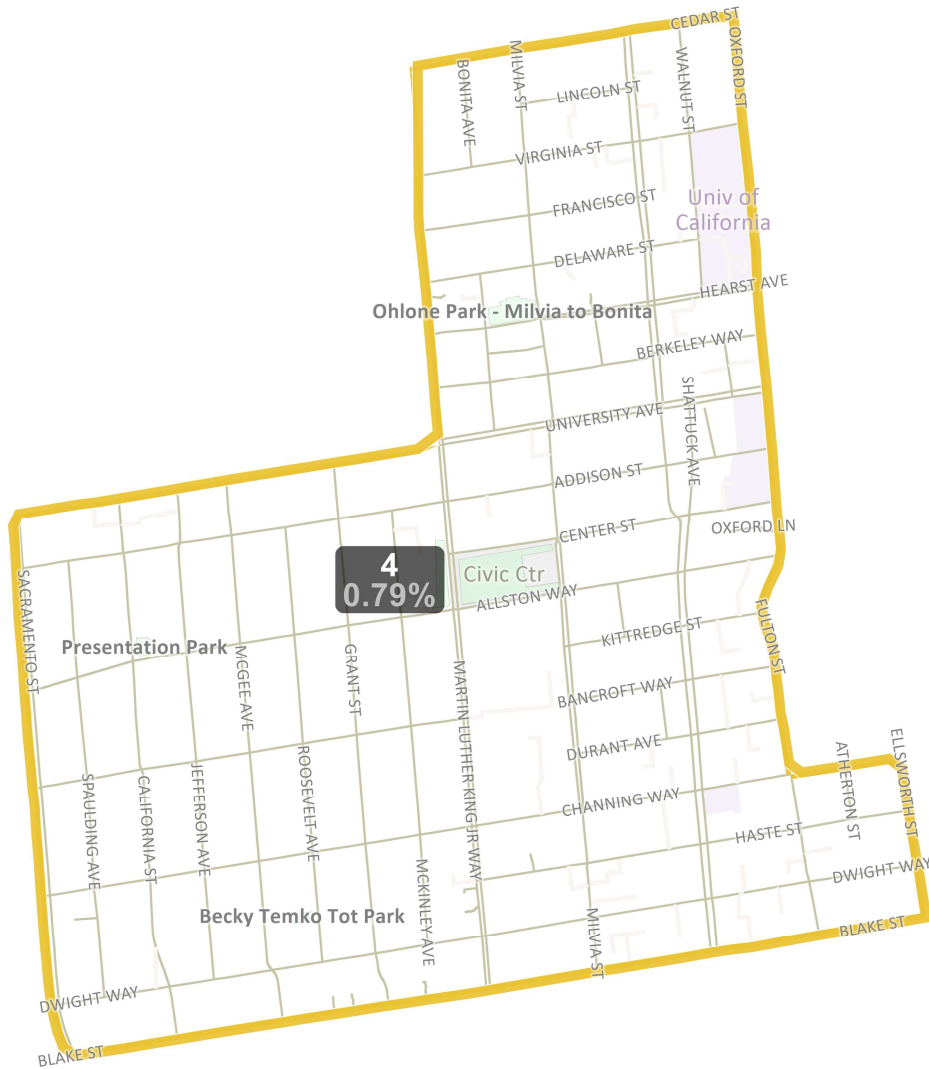 CEDAR ST
OXFORD ST
MILVIA ST
BONITA AVE
WALNUT ST
LINCOLN ST
VIRGINIA ST
FRANCISCO ST
Univ of
California
DELAWARE ST
HEARST AVE
Ohlone Park - Milvia to Bonita
BERKELEY WAY
SHATTUCK AVE
UNIVERSITY AVE
ADDISON ST
CENTER ST
OXFORD LN
4
0.79%
Civic Ctr
ALLSTON WAY
SACRAMENTO ST
FULTON ST
KITTREDGE ST
Presentation Park
MCGEE AVE
GRANT ST
MARTIN LUTHER KING JR WAY
BANCROFT WAY
DURANT AVE
ELLSWORTH ST
ATHERTON ST
ROOSEVELT AVE
JEFFERSON AVE
SPAULDING AVE
CALIFORNIA ST
CHANNING WAY
HASTE ST
MCKINLEY AVE
DWIGHT WAY
Becky Temko Tot Park
MILVIA ST
BLAKE ST
DWIGHT WAY
BLAKE ST